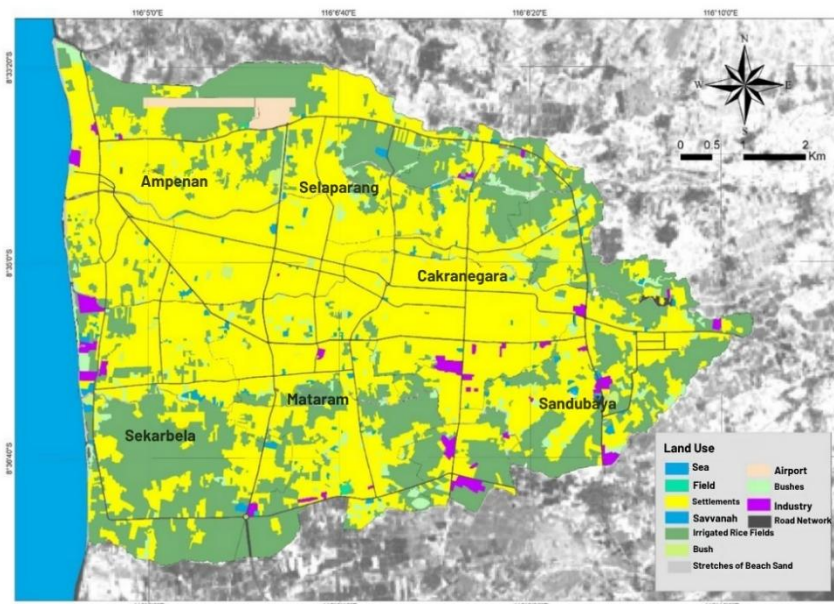 116°5'0"E 116°6'40"E 116°8'20"E 116°10'0"E
8°33'20"S
N
W E
S
0 0.5 1 2
Km
Ampenan
Selaparang
8°35'0"S
Cakranegara
Mataram
Sandubaya
Sekarbela
8°36'40"S
Land Use
Sea
Field
Settlements
Savvanah
Irrigated Rice Fields
Bush
Stretches of Beach Sand
Airport
Bushes
Industry
Road Network